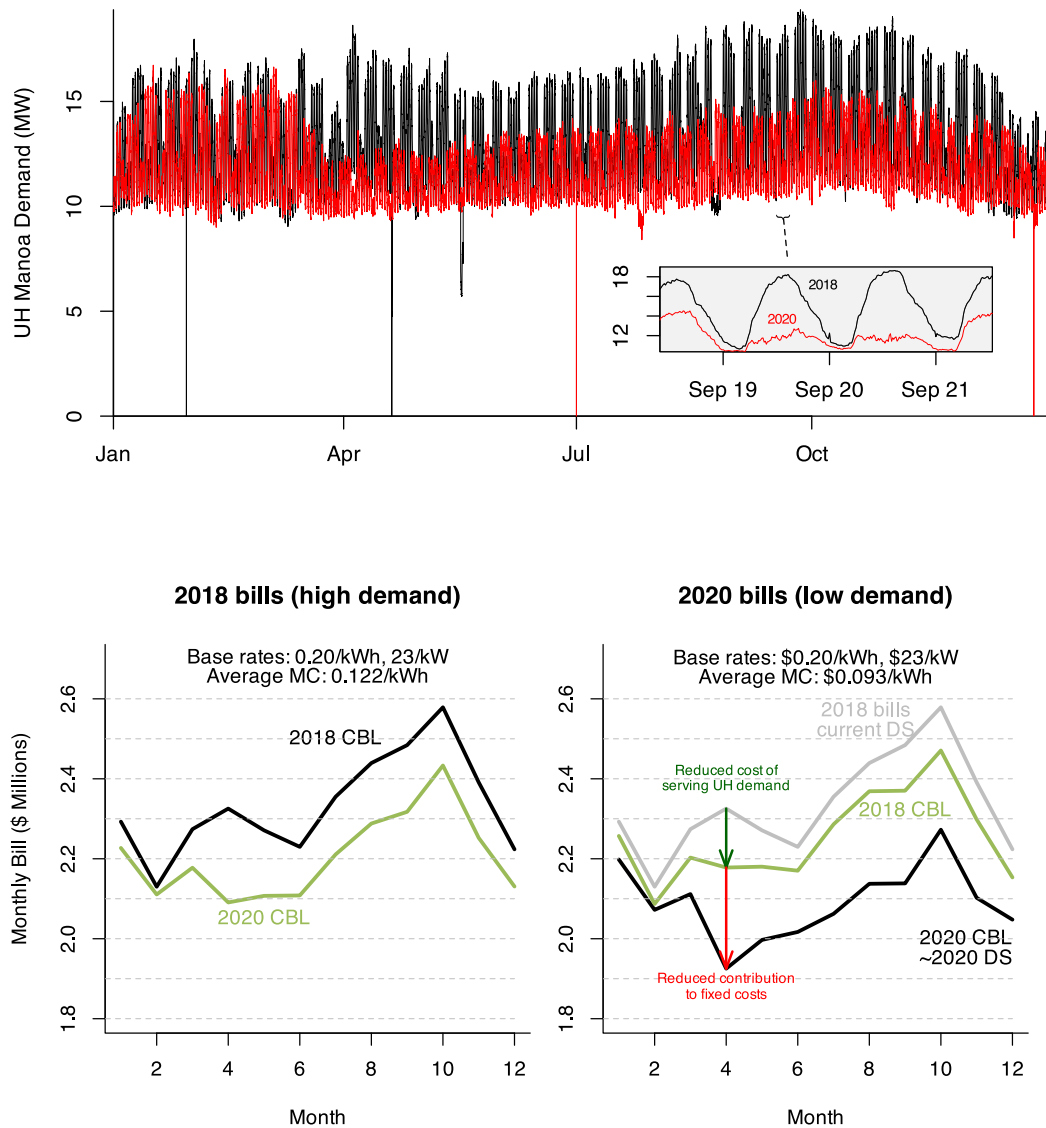 UH Manoa Demand (MW)
15
10
5
0
Jan
Apr
Jul
Oct
18
12
2018
2020
Sep 19
Sep 20
Sep 21
2018 bills (high demand)
Base rates: 0.20/kWh, 23/kW
Average MC: 0.122/kWh
Monthly Bill ($ Millions)
2.6
2.4
2.2
2.0
1.8
2018 CBL
2020 CBL
2
4
6
8
10
12
Month
2020 bills (low demand)
Base rates: $0.20/kWh, $23/kW
Average MC: $0.093/kWh
2.6
2.4
2.2
2.0
1.8
2018 bills
current DS
Reduced cost of
serving UH demand
2018 CBL
2020 CBL
~2020 DS
Reduced contribution
to fixed costs
2
4
6
8
10
12
Month